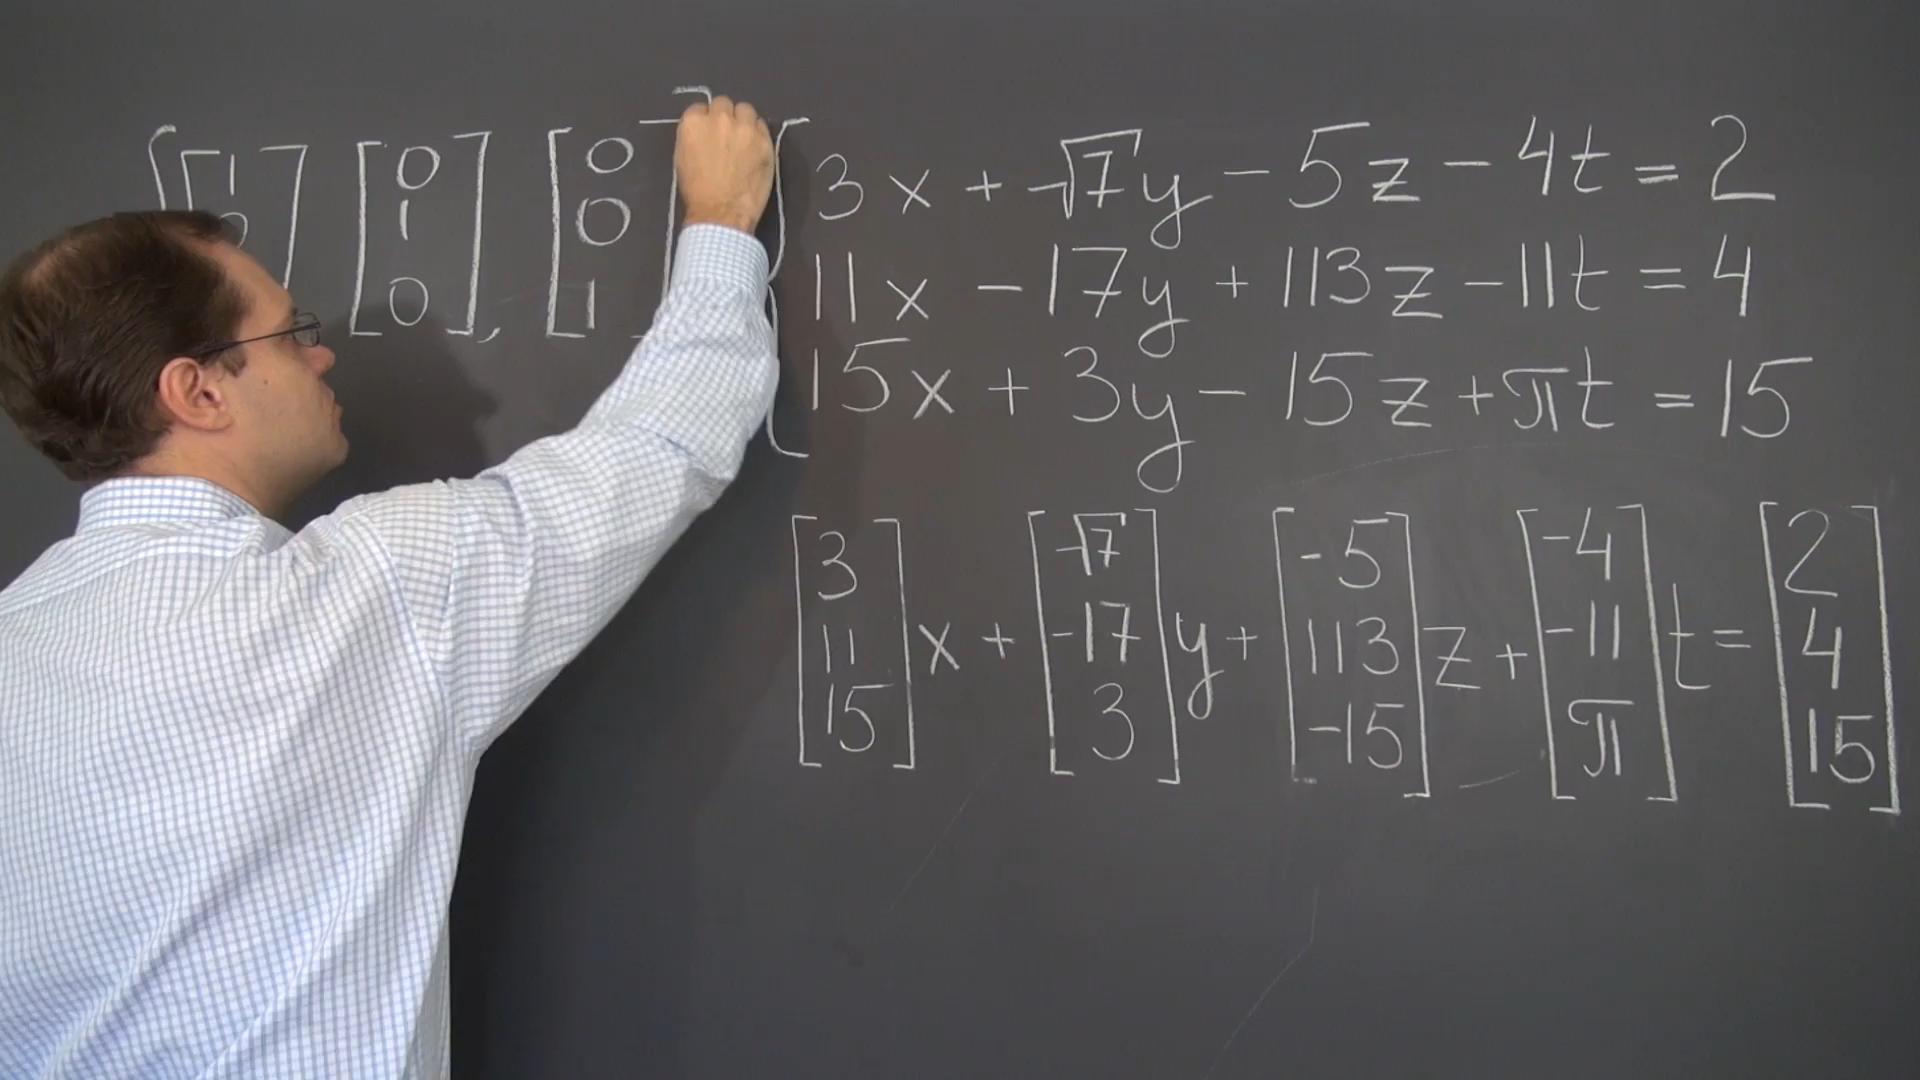 1 0 0
0 1 0
0 1
3x + √7y - 5z - 4t = 2
11x - 17y + 113z - 11t = 4
15x + 3y - 15z + πt = 15
[3 11 15] x + [√7 -17 3] y + [-5 113 -15] z + [-4 -11 π] t = [2 4 15]